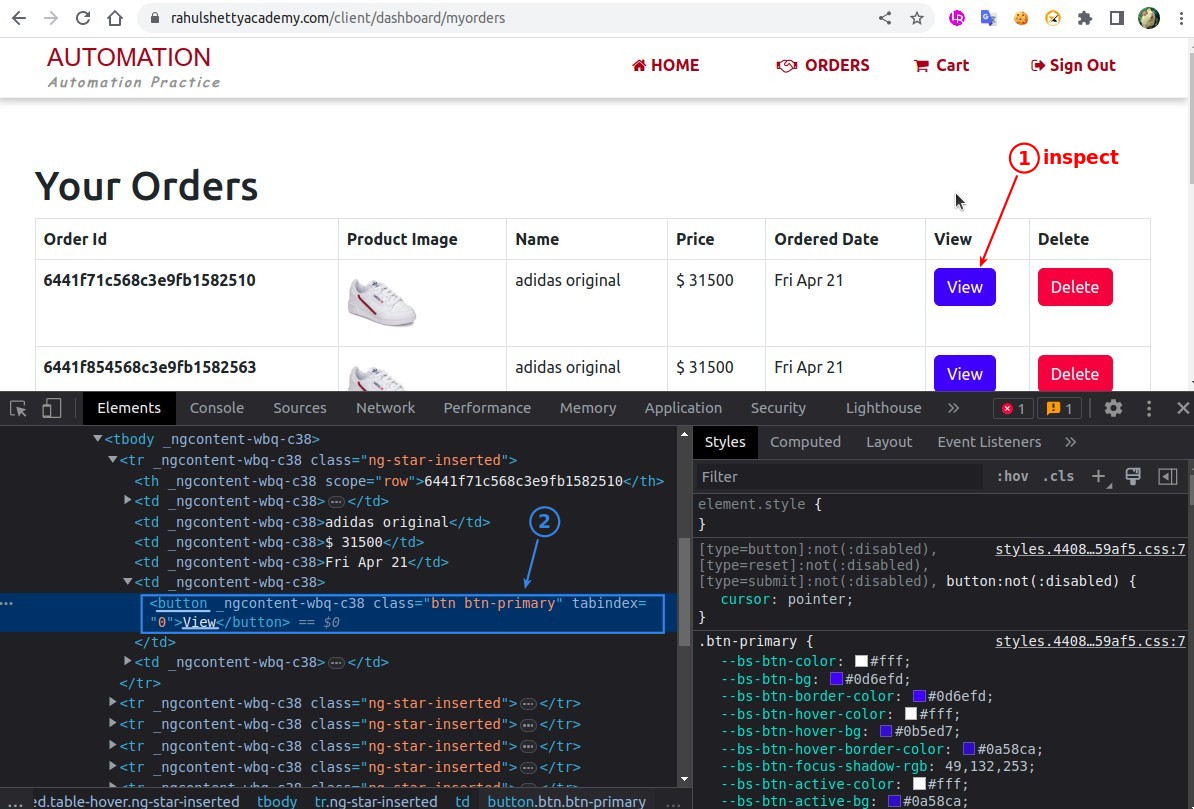 rahulshettyacademy.com/client/dashboard/myorders
AUTOMATION
Automation Practice
HOME
ORDERS
Cart
Sign Out
1 inspect
Your Orders
Order Id Product Image Name Price Ordered Date View Delete
6441f71c568c3e9fb1582510 adidas original $ 31500 Fri Apr 21 View Delete
6441f854568c3e9fb1582563 adidas original $ 31500 Fri Apr 21 View Delete
Elements Console Sources Network Performance Memory Application Security Lighthouse » 1 1
<tbody _ngcontent-wbq-c38>
<tr _ngcontent-wbq-c38 class="ng-star-inserted">
<th _ngcontent-wbq-c38 scope="row">6441f71c568c3e9fb1582510</th>
<td _ngcontent-wbq-c38>…</td>
<td _ngcontent-wbq-c38>adidas original</td>
<td _ngcontent-wbq-c38>$ 31500</td>
<td _ngcontent-wbq-c38>Fri Apr 21</td>
<td _ngcontent-wbq-c38>
2
<button _ngcontent-wbq-c38 class="btn btn-primary" tabindex=
"0">View</button> == $0
</td>
<td _ngcontent-wbq-c38>…</td>
</tr>
<tr _ngcontent-wbq-c38 class="ng-star-inserted">…</tr>
<tr _ngcontent-wbq-c38 class="ng-star-inserted">…</tr>
<tr _ngcontent-wbq-c38 class="ng-star-inserted">…</tr>
<tr _ngcontent-wbq-c38 class="ng-star-inserted">…</tr>
... ed.table-hover.ng-star-inserted tbody tr.ng-star-inserted td button.btn.btn-primary ...
Styles Computed Layout Event Listeners »
Filter :hov .cls +
element.style {
}
[type=button]:not(:disabled), styles.4408…59af5.css:7
[type=reset]:not(:disabled),
[type=submit]:not(:disabled), button:not(:disabled) {
cursor: pointer;
}
.btn-primary { styles.4408…59af5.css:7
--bs-btn-color: #fff;
--bs-btn-bg: #0d6efd;
--bs-btn-border-color: #0d6efd;
--bs-btn-hover-color: #fff;
--bs-btn-hover-bg: #0b5ed7;
--bs-btn-hover-border-color: #0a58ca;
--bs-btn-focus-shadow-rgb: 49,132,253;
--bs-btn-active-color: #fff;
--bs-btn-active-bg: #0a58ca;